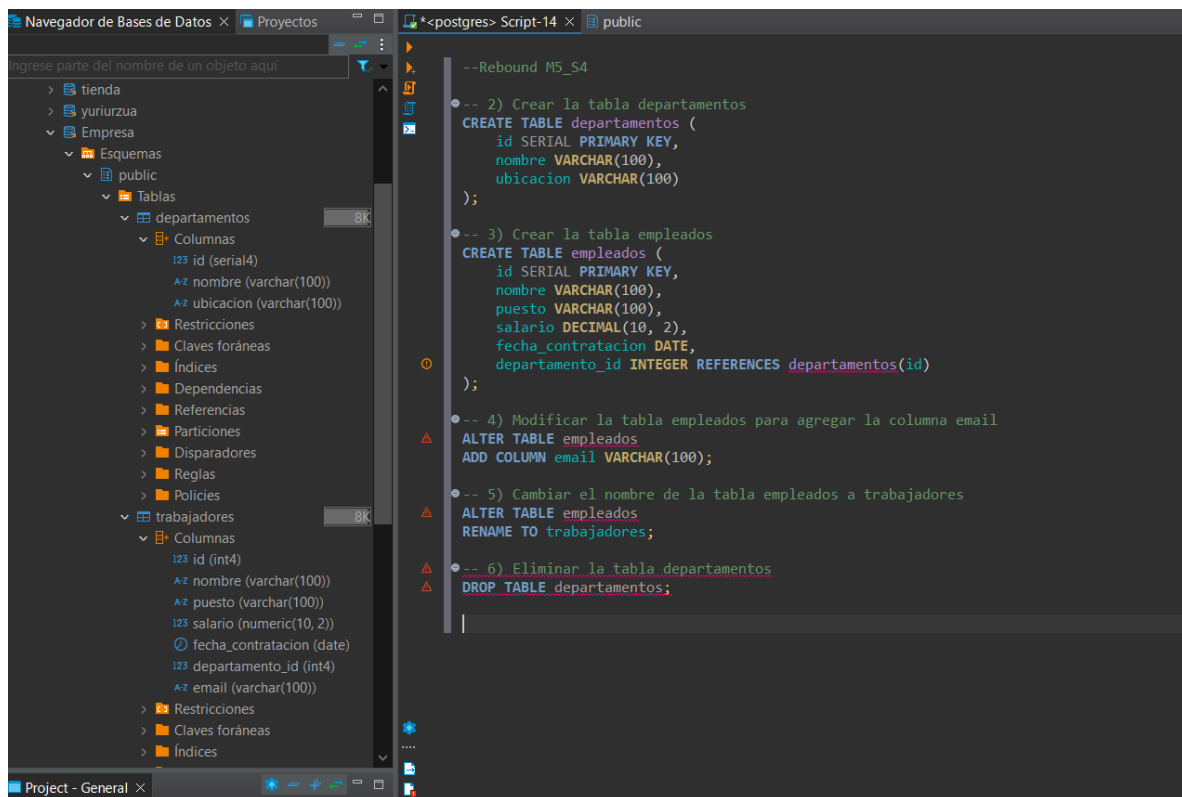 Navegador de Bases de Datos
Proyectos
Ingrese parte del nombre de un objeto aquí
tienda
yuriurzua
Empresa
Esquemas
public
Tablas
departamentos 8K
Columnas
123 id (serial4)
A-Z nombre (varchar(100))
A-Z ubicacion (varchar(100))
Restricciones
Claves foráneas
Índices
Dependencias
Referencias
Particiones
Disparadores
Reglas
Policies
trabajadores 8K
Columnas
123 id (int4)
A-Z nombre (varchar(100))
A-Z puesto (varchar(100))
123 salario (numeric(10, 2))
fecha_contratacion (date)
123 departamento_id (int4)
A-Z email (varchar(100))
Restricciones
Claves foráneas
Índices
Project - General
*<postgres> Script-14
public
--Rebound M5_S4
-- 2) Crear la tabla departamentos
CREATE TABLE departamentos (
id SERIAL PRIMARY KEY,
nombre VARCHAR(100),
ubicacion VARCHAR(100)
);
-- 3) Crear la tabla empleados
CREATE TABLE empleados (
id SERIAL PRIMARY KEY,
nombre VARCHAR(100),
puesto VARCHAR(100),
salario DECIMAL(10, 2),
fecha_contratacion DATE,
departamento_id INTEGER REFERENCES departamentos(id)
);
-- 4) Modificar la tabla empleados para agregar la columna email
ALTER TABLE empleados
ADD COLUMN email VARCHAR(100);
-- 5) Cambiar el nombre de la tabla empleados a trabajadores
ALTER TABLE empleados
RENAME TO trabajadores;
-- 6) Eliminar la tabla departamentos
DROP TABLE departamentos;